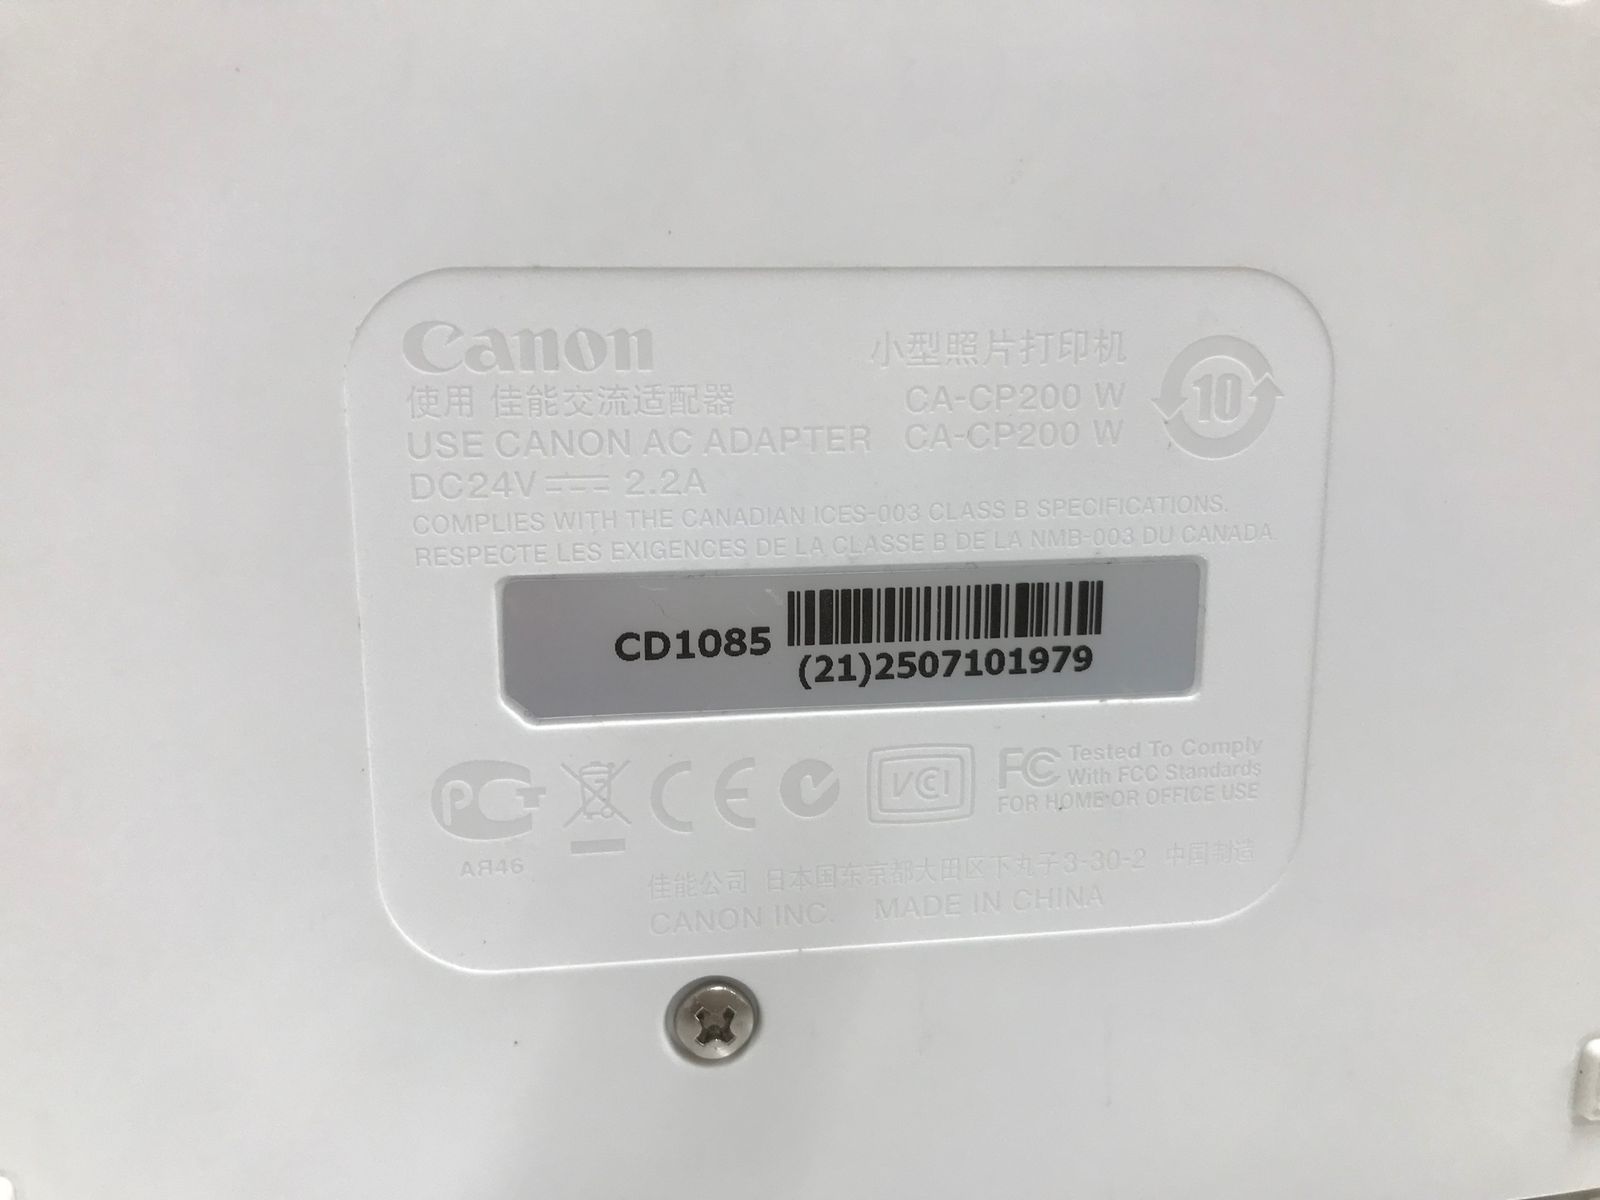 Canon
小型照片打印机
使用 佳能交流适配器 CA-CP200 W
USE CANON AC ADAPTER CA-CP200 W
10
DC24V 2.2A
COMPLIES WITH THE CANADIAN ICES-003 CLASS B SPECIFICATIONS.
RESPECTE LES EXIGENCES DE LA CLASSE B DE LA NMB-003 DU CANADA.
CD1085
(21)2507101979
PCT
АЯ46
CE
VCI
FC Tested To Comply
With FCC Standards
FOR HOME OR OFFICE USE
佳能公司 日本国东京都大田区下丸子3-30-2 中国制造
CANON INC. MADE IN CHINA